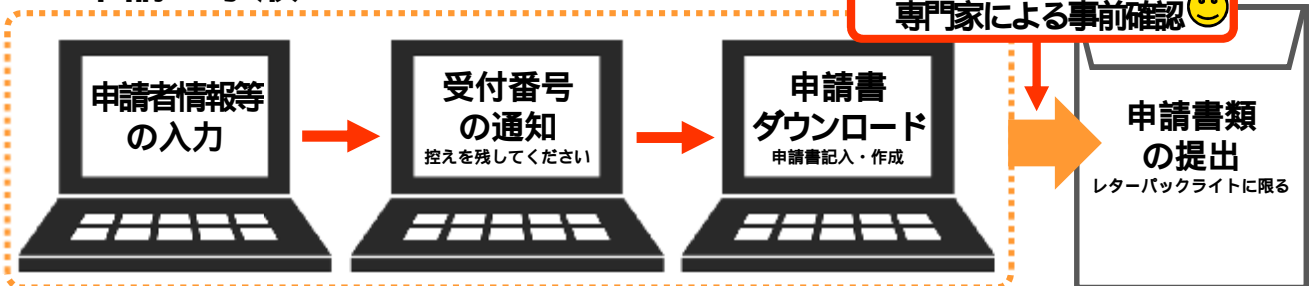 専門家による事前確認
申請者情報等
の入力
受付番号
の通知
控えを残してください
申請書
ダウンロード
申請書記入・作成
申請書類
の提出
レターパックライトに限る